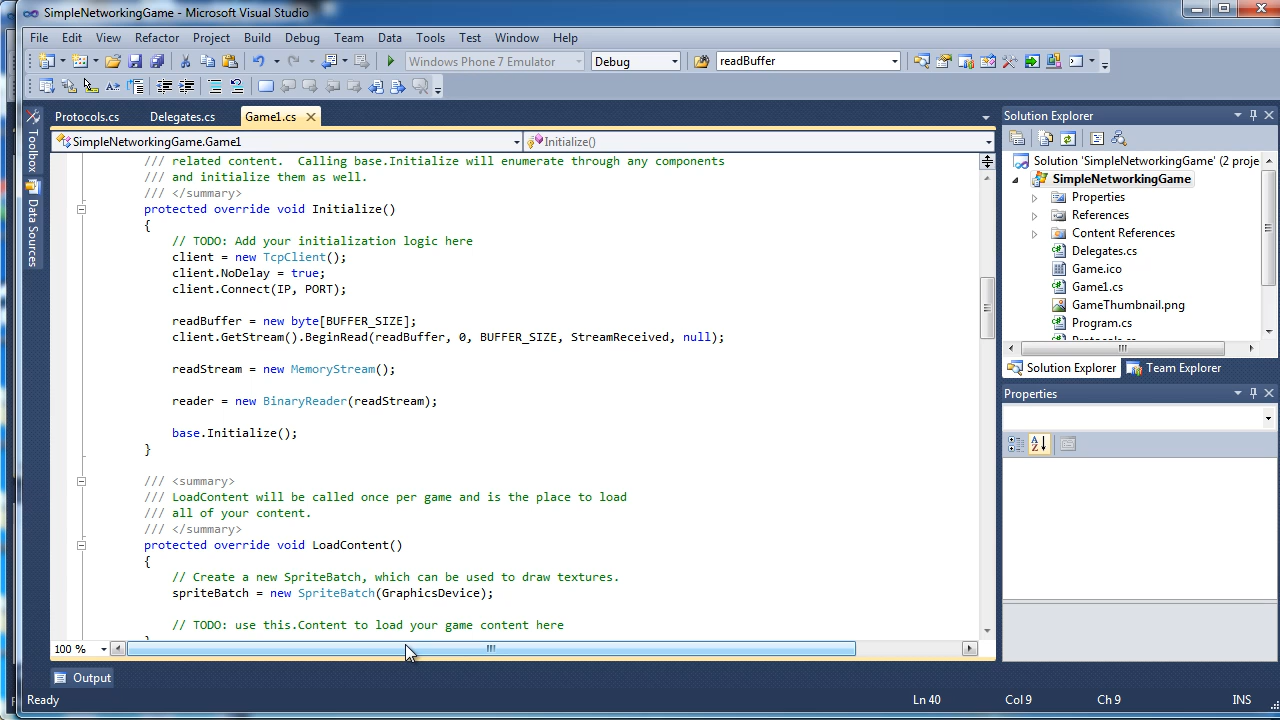 SimpleNetworkingGame - Microsoft Visual Studio
File Edit View Refactor Project Build Debug Team Data Tools Test Window Help
Windows Phone 7 Emulator Debug readBuffer
Protocols.cs Delegates.cs Game1.cs
SimpleNetworkingGame.Game1 Initialize()
/// related content.  Calling base.Initialize will enumerate through any components
/// and initialize them as well.
/// </summary>
protected override void Initialize()
{
// TODO: Add your initialization logic here
client = new TcpClient();
client.NoDelay = true;
client.Connect(IP, PORT);
readBuffer = new byte[BUFFER_SIZE];
client.GetStream().BeginRead(readBuffer, 0, BUFFER_SIZE, StreamReceived, null);
readStream = new MemoryStream();
reader = new BinaryReader(readStream);
base.Initialize();
}
/// <summary>
/// LoadContent will be called once per game and is the place to load
/// all of your content.
/// </summary>
protected override void LoadContent()
{
// Create a new SpriteBatch, which can be used to draw textures.
spriteBatch = new SpriteBatch(GraphicsDevice);
// TODO: use this.Content to load your game content here
100 %
Toolbox
Data Sources
Solution Explorer
Solution 'SimpleNetworkingGame' (2 proje
SimpleNetworkingGame
Properties
References
Content References
Delegates.cs
Game.ico
Game1.cs
GameThumbnail.png
Program.cs
Protocols.cs
Solution Explorer Team Explorer
Properties
Output
Ready Ln 40 Col 9 Ch 9 INS